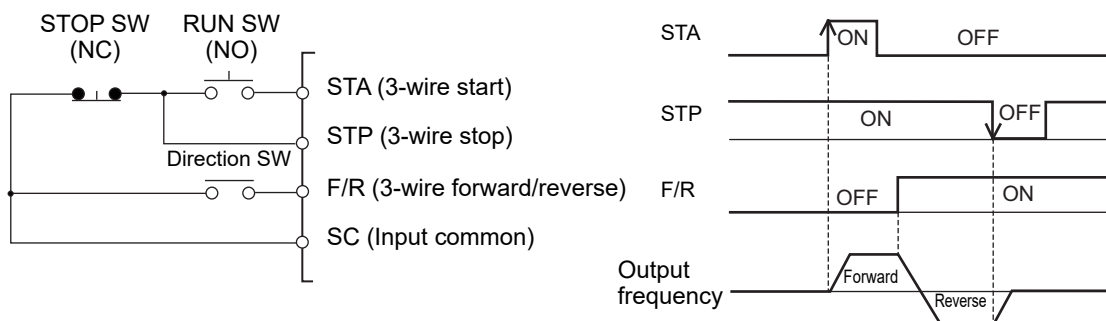 STOP SW
(NC)
RUN SW
(NO)
STA (3-wire start)
STP (3-wire stop)
Direction SW
F/R (3-wire forward/reverse)
SC (Input common)
STA
ON
OFF
STP
ON
OFF
F/R
OFF
ON
Output
frequency
Forward
Reverse